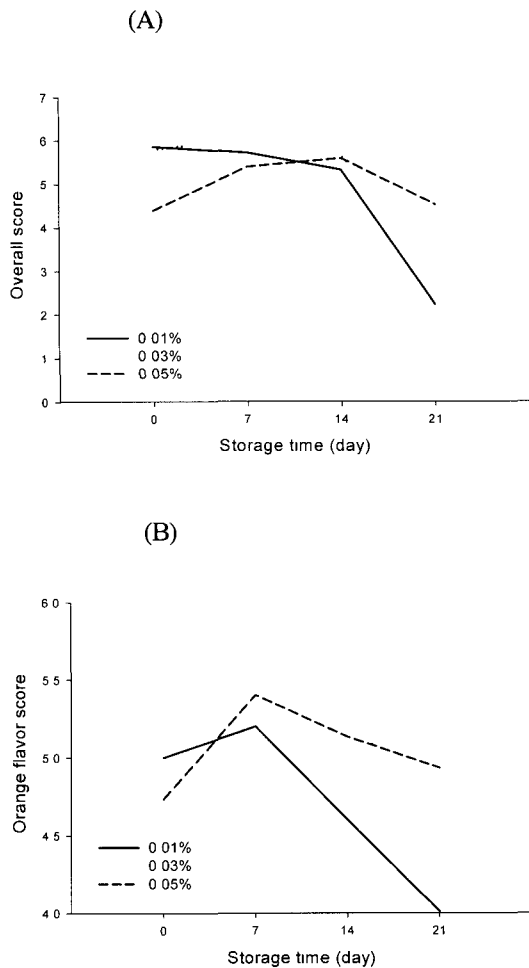 (A)
7
6
5
4
3
2
1
0
Overall score
0 01%
0 03%
0 05%
0 7 14 21
Storage time (day)
(B)
6 0
5 5
5 0
4 5
4 0
Orange flavor score
0 01%
0 03%
0 05%
0 7 14 21
Storage time (day)